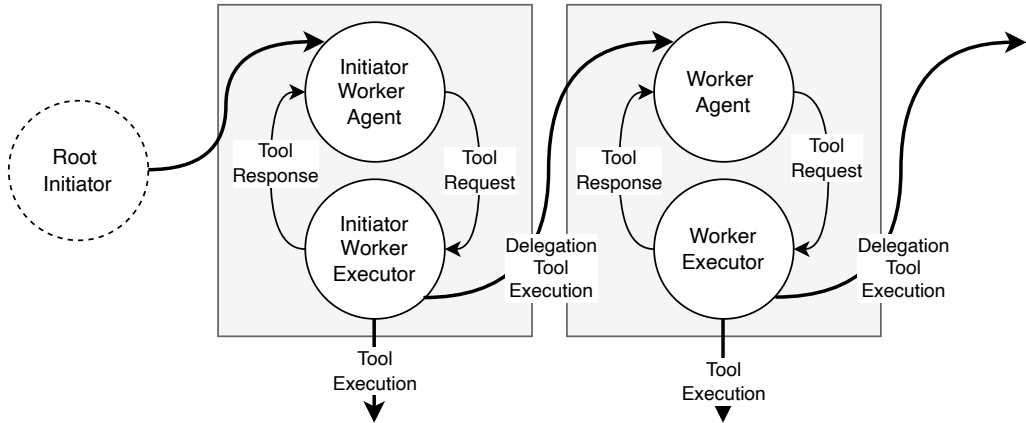 Root
Initiator
Initiator
Worker
Agent
Tool
Response
Tool
Request
Initiator
Worker
Executor
Delegation
Tool
Execution
Tool
Execution
Worker
Agent
Tool
Response
Tool
Request
Worker
Executor
Delegation
Tool
Execution
Tool
Execution